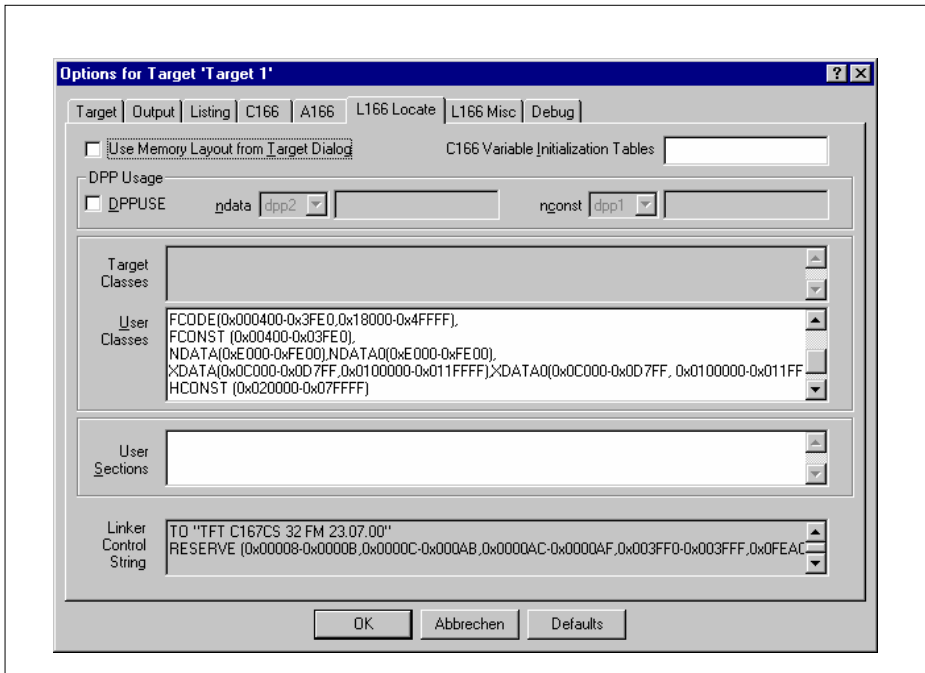 Options for Target 'Target 1'
Target Output Listing C166 A166 L166 Locate L166 Misc Debug
Use Memory Layout from Target Dialog C166 Variable Initialization Tables
DPP Usage
DPPUSE ndata dpp2 nconst dpp1
Target
Classes
User
Classes
FCODE(0x000400-0x3FE0,0x18000-0x4FFFF),
FCONST (0x00400-0x03FE0),
NDATA(0xE000-0xFE00),NDATA0(0xE000-0xFE00),
XDATA(0x0C000-0x0D7FF,0x0100000-0x011FFFF),XDATA0(0x0C000-0x0D7FF, 0x0100000-0x011FF
HCONST (0x020000-0x07FFFF)
User
Sections
Linker
Control
String
TO "TFT C167CS 32 FM 23.07.00"
RESERVE (0x00008-0x0000B,0x0000C-0x000AB,0x0000AC-0x0000AF,0x003FF0-0x003FFF,0x0FEAC
OK Abbrechen Defaults